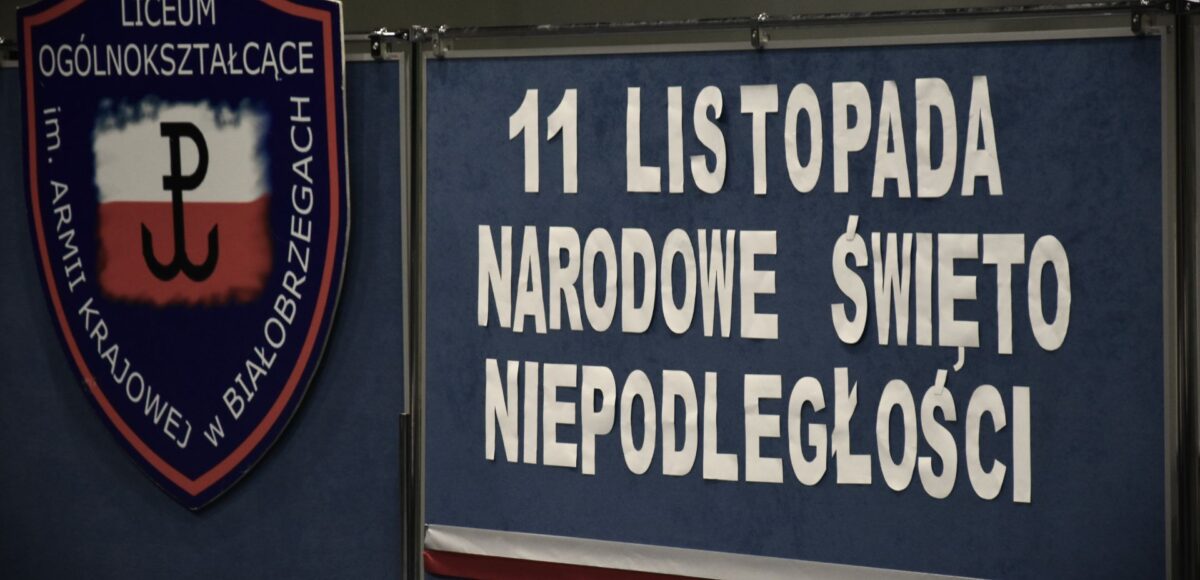 LICEUM
OGÓLNOKSZTAŁCĄCE
im. ARMII KRAJOWEJ w BIAŁOBRZEGACH
11 LISTOPADA
NARODOWE ŚWIĘTO
NIEPODLEGŁOŚCI